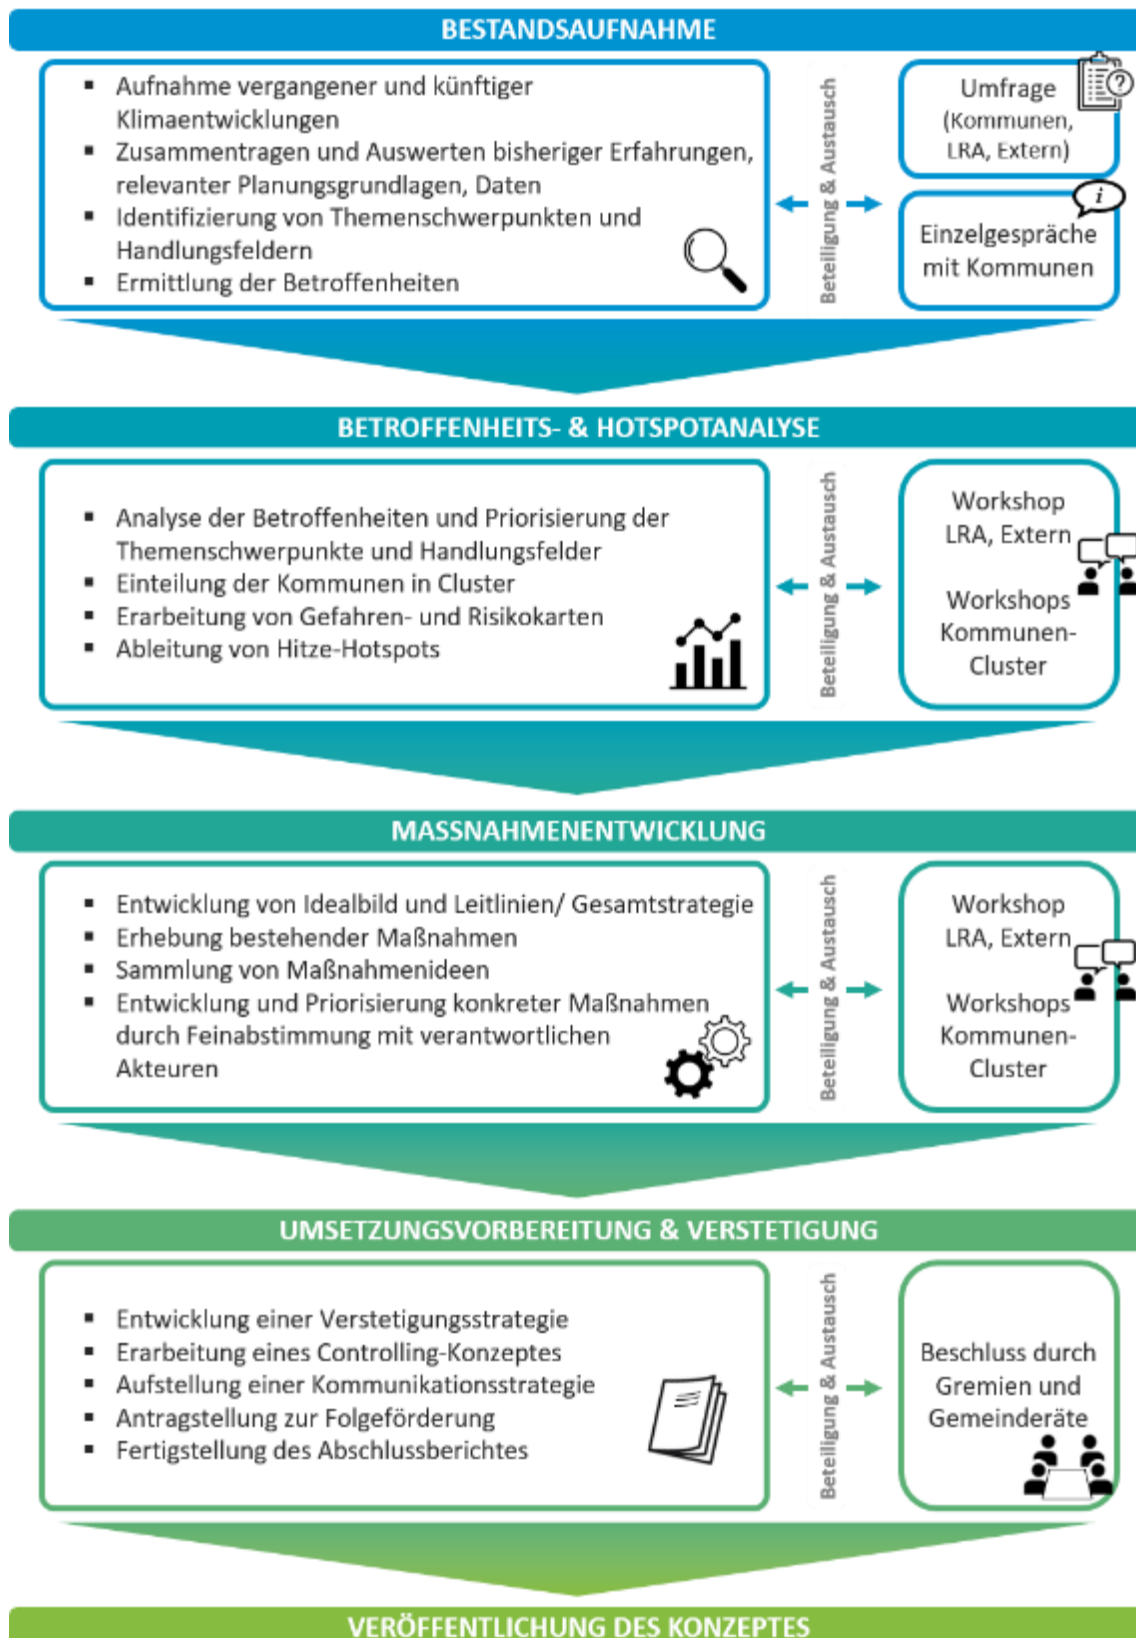 BESTANDSAUFNAHME
▪ Aufnahme vergangener und künftiger
Klimaentwicklungen
▪ Zusammentragen und Auswerten bisheriger Erfahrungen,
relevanter Planungsgrundlagen, Daten
▪ Identifizierung von Themenschwerpunkten und
Handlungsfeldern
▪ Ermittlung der Betroffenheiten
Beteiligung & Austausch
Umfrage
(Kommunen,
LRA, Extern)
?
i
Einzelgespräche
mit Kommunen
BETROFFENHEITS- & HOTSPOTANALYSE
▪ Analyse der Betroffenheiten und Priorisierung der
Themenschwerpunkte und Handlungsfelder
▪ Einteilung der Kommunen in Cluster
▪ Erarbeitung von Gefahren- und Risikokarten
▪ Ableitung von Hitze-Hotspots
Beteiligung & Austausch
Workshop
LRA, Extern
Workshops
Kommunen-
Cluster
MASSNAHMENENTWICKLUNG
▪ Entwicklung von Idealbild und Leitlinien/ Gesamtstrategie
▪ Erhebung bestehender Maßnahmen
▪ Sammlung von Maßnahmenideen
▪ Entwicklung und Priorisierung konkreter Maßnahmen
durch Feinabstimmung mit verantwortlichen
Akteuren
Beteiligung & Austausch
Workshop
LRA, Extern
Workshops
Kommunen-
Cluster
UMSETZUNGSVORBEREITUNG & VERSTETIGUNG
▪ Entwicklung einer Verstetigungsstrategie
▪ Erarbeitung eines Controlling-Konzeptes
▪ Aufstellung einer Kommunikationsstrategie
▪ Antragstellung zur Folgeförderung
▪ Fertigstellung des Abschlussberichtes
Beteiligung & Austausch
Beschluss durch
Gremien und
Gemeinderäte
VERÖFFENTLICHUNG DES KONZEPTES